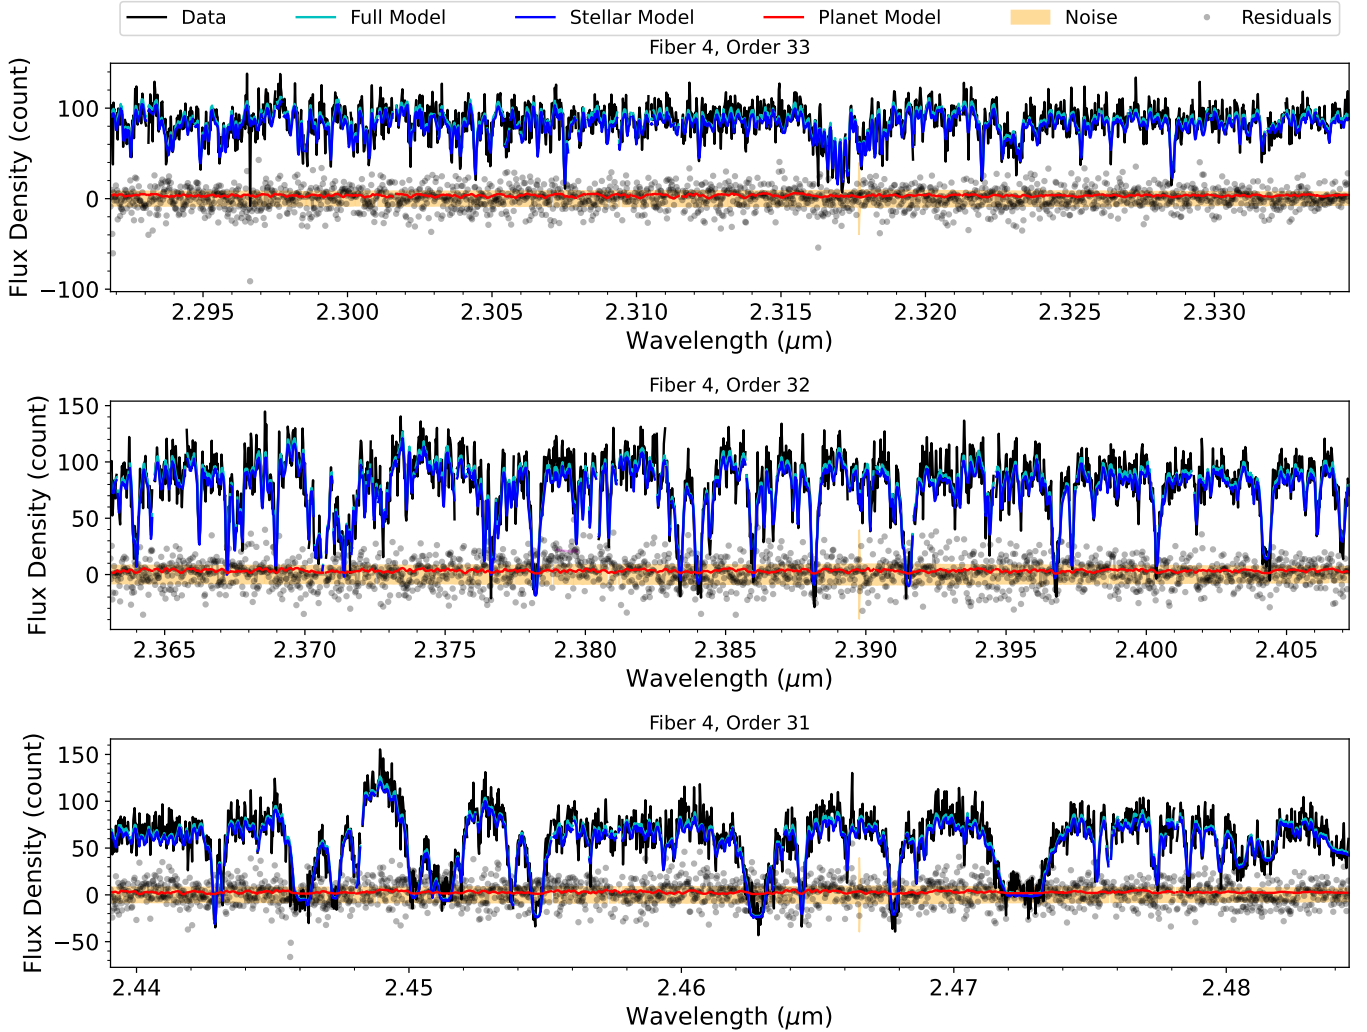 Data Full Model Stellar Model Planet Model Noise Residuals
Fiber 4, Order 33
Flux Density (count)
100
0
−100
2.295 2.300 2.305 2.310 2.315 2.320 2.325 2.330
Wavelength (μm)
Fiber 4, Order 32
Flux Density (count)
150
100
50
0
2.365 2.370 2.375 2.380 2.385 2.390 2.395 2.400 2.405
Wavelength (μm)
Fiber 4, Order 31
Flux Density (count)
150
100
50
0
−50
2.44 2.45 2.46 2.47 2.48
Wavelength (μm)